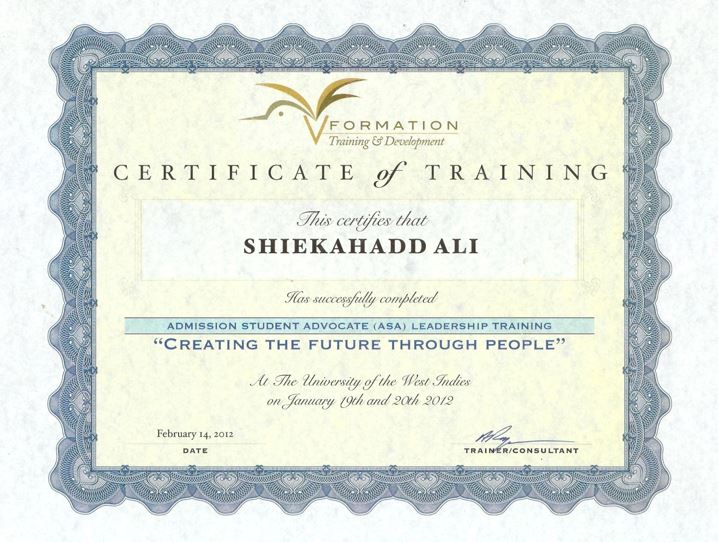 VFORMATION
Training & Development
CERTIFICATE of TRAINING
This certifies that
SHIEKAHADD ALI
Has successfully completed
ADMISSION STUDENT ADVOCATE (ASA) LEADERSHIP TRAINING
“CREATING THE FUTURE THROUGH PEOPLE”
At The University of the West Indies
on January 19th and 20th 2012
February 14, 2012
DATE
TRAINER/CONSULTANT